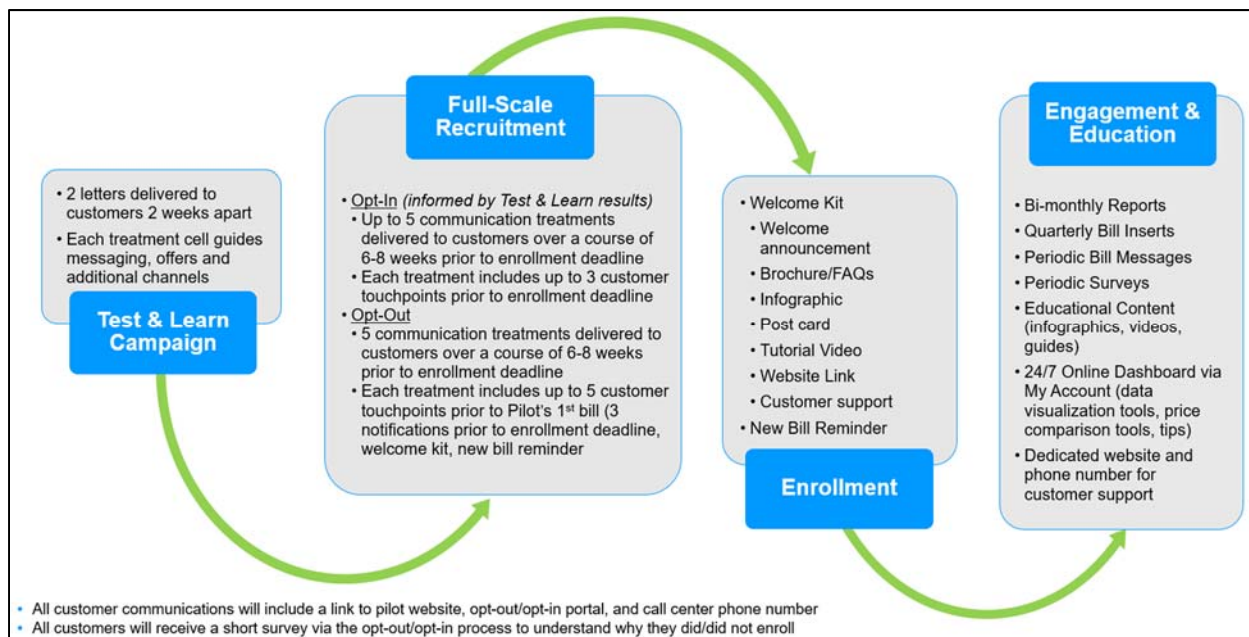 • 2 letters delivered to
customers 2 weeks apart
• Each treatment cell guides
messaging, offers and
additional channels
Test & Learn
Campaign
Full-Scale
Recruitment
• Opt-In (informed by Test & Learn results)
• Up to 5 communication treatments
delivered to customers over a course of
6-8 weeks prior to enrollment deadline
• Each treatment includes up to 3 customer
touchpoints prior to enrollment deadline
• Opt-Out
• 5 communication treatments delivered to
customers over a course of 6-8 weeks
prior to enrollment deadline
• Each treatment includes up to 5 customer
touchpoints prior to Pilot's 1st bill (3
notifications prior to enrollment deadline,
welcome kit, new bill reminder
• Welcome Kit
• Welcome
announcement
• Brochure/FAQs
• Infographic
• Post card
• Tutorial Video
• Website Link
• Customer support
• New Bill Reminder
Enrollment
Engagement &
Education
• Bi-monthly Reports
• Quarterly Bill Inserts
• Periodic Bill Messages
• Periodic Surveys
• Educational Content
(infographics, videos,
guides)
• 24/7 Online Dashboard via
My Account (data
visualization tools, price
comparison tools, tips)
• Dedicated website and
phone number for
customer support
• All customer communications will include a link to pilot website, opt-out/opt-in portal, and call center phone number
• All customers will receive a short survey via the opt-out/opt-in process to understand why they did/did not enroll